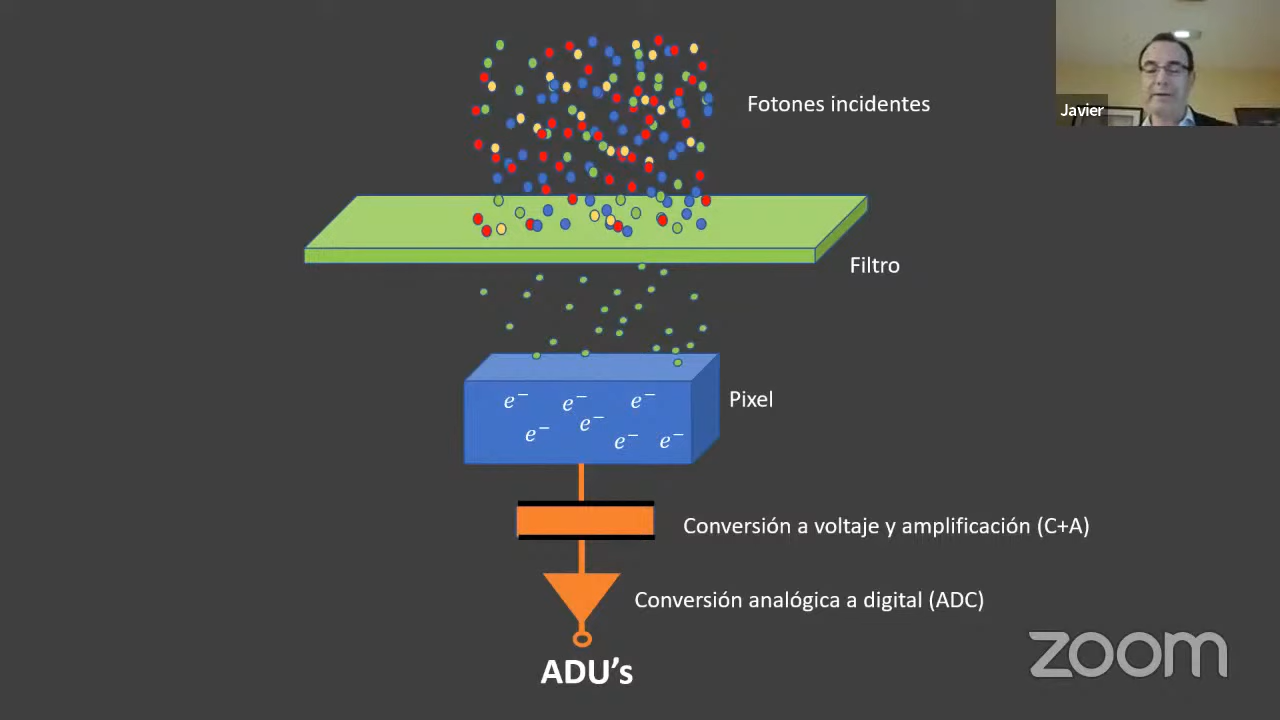 Fotones incidentes
Javier
Filtro
Pixel
e⁻ e⁻ e⁻
e⁻ e⁻ e⁻ e⁻
Conversión a voltaje y amplificación (C+A)
Conversión analógica a digital (ADC)
ADU's
zoom